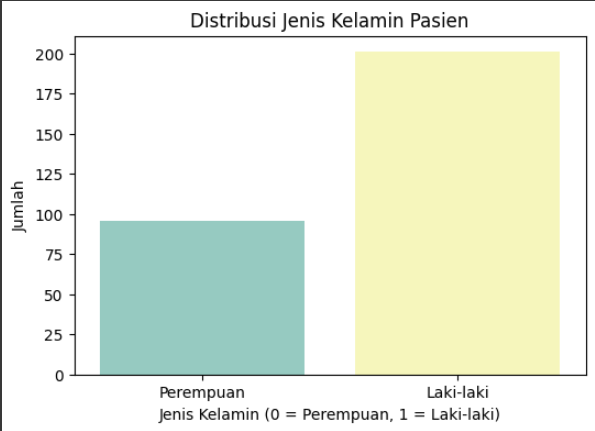 Distribusi Jenis Kelamin Pasien
200
175
150
125
100
75
50
25
0
Jumlah
Perempuan Laki-laki
Jenis Kelamin (0 = Perempuan, 1 = Laki-laki)